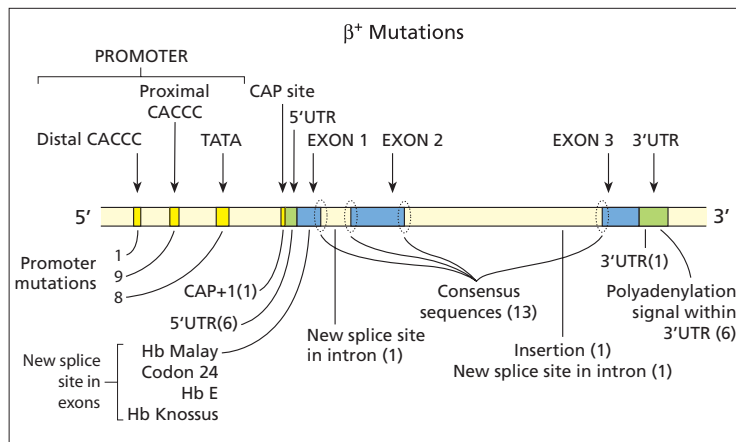 β+ Mutations
PROMOTER
Proximal
CACCC
CAP site
5'UTR
Distal CACCC
TATA
EXON 1
EXON 2
EXON 3
3'UTR
5'
3'
Promoter
mutations
1
9
8
CAP+1(1)
5'UTR(6)
New splice site
in intron (1)
Consensus
sequences (13)
3'UTR(1)
Polyadenylation
signal within
3'UTR (6)
Insertion (1)
New splice site in intron (1)
New splice
site in
exons
Hb Malay
Codon 24
Hb E
Hb Knossus